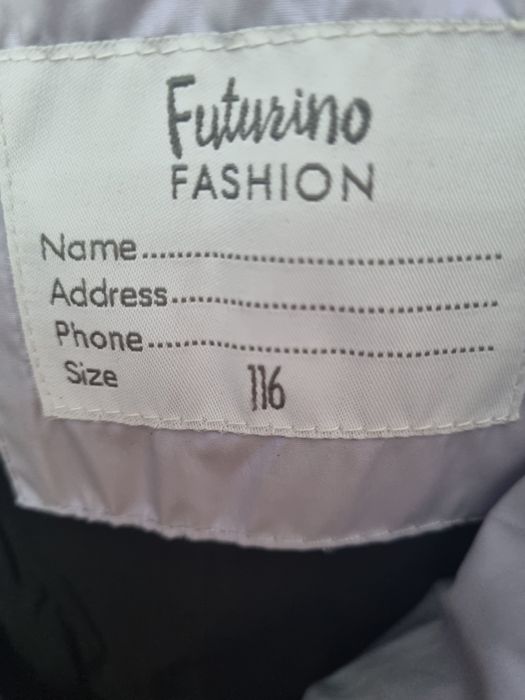 Futurino
FASHION
Name..........................................
Address......................................
Phone.........................................
Size 116